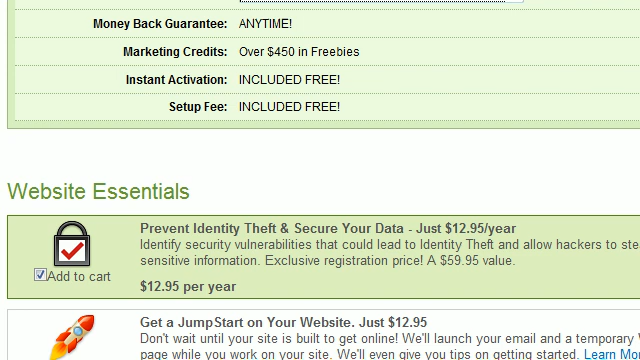 Money Back Guarantee: ANYTIME!
Marketing Credits: Over $450 in Freebies
Instant Activation: INCLUDED FREE!
Setup Fee: INCLUDED FREE!
Website Essentials
Prevent Identity Theft & Secure Your Data - Just $12.95/year
Identify security vulnerabilities that could lead to Identity Theft and allow hackers to
sensitive information. Exclusive registration price! A $59.95 value.
Add to cart
$12.95 per year
Get a JumpStart on Your Website. Just $12.95
Don't wait until your site is built to get online! We'll launch your email and a temporary
page while you work on your site. We'll even give you tips on getting started. Learn